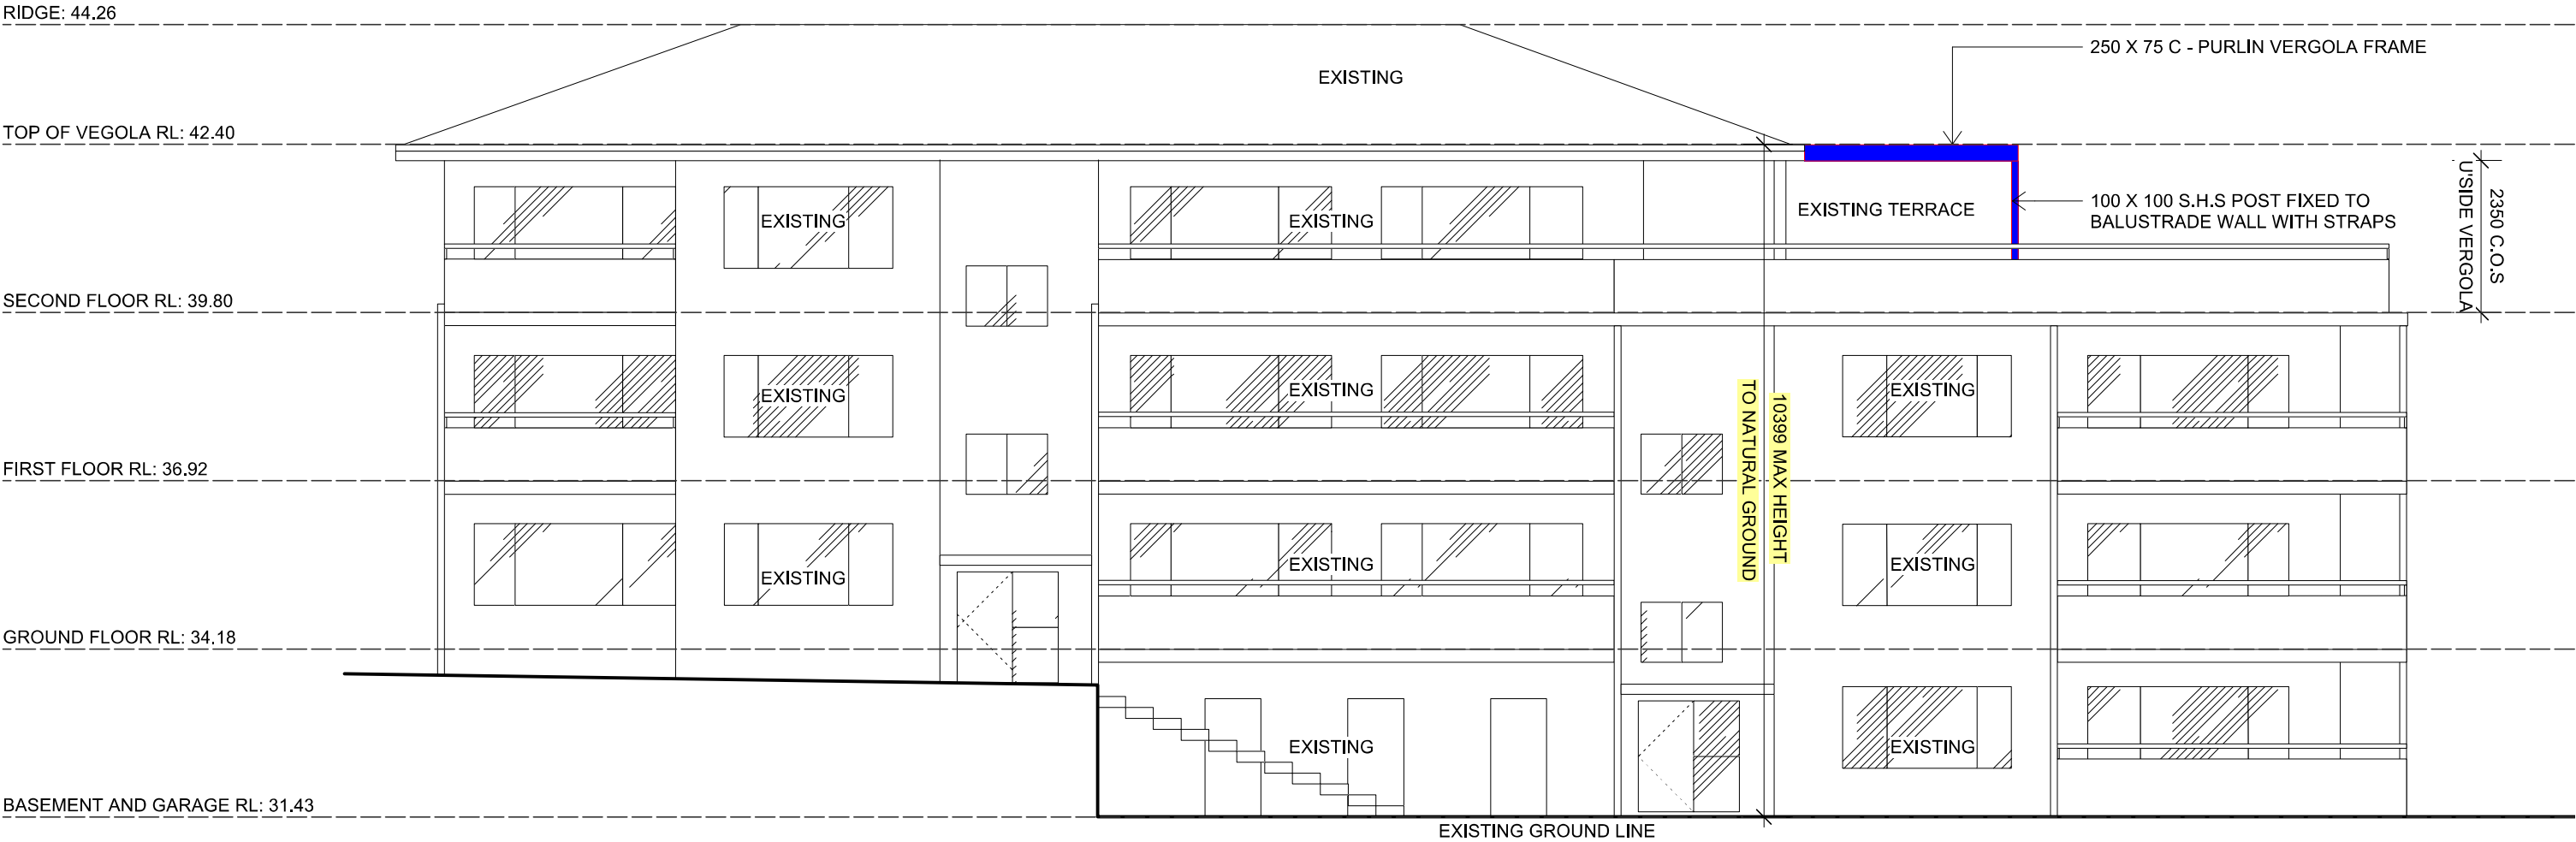 RIDGE: 44.26
250 X 75 C - PURLIN VERGOLA FRAME
EXISTING
TOP OF VEGOLA RL: 42.40
100 X 100 S.H.S POST FIXED TO
BALUSTRADE WALL WITH STRAPS
EXISTING
EXISTING
EXISTING TERRACE
2350 C.O.S
U'SIDE VERGOLA
SECOND FLOOR RL: 39.80
EXISTING
EXISTING
EXISTING
10399 MAX HEIGHT
TO NATURAL GROUND
FIRST FLOOR RL: 36.92
EXISTING
EXISTING
EXISTING
GROUND FLOOR RL: 34.18
EXISTING
EXISTING
BASEMENT AND GARAGE RL: 31.43
EXISTING GROUND LINE